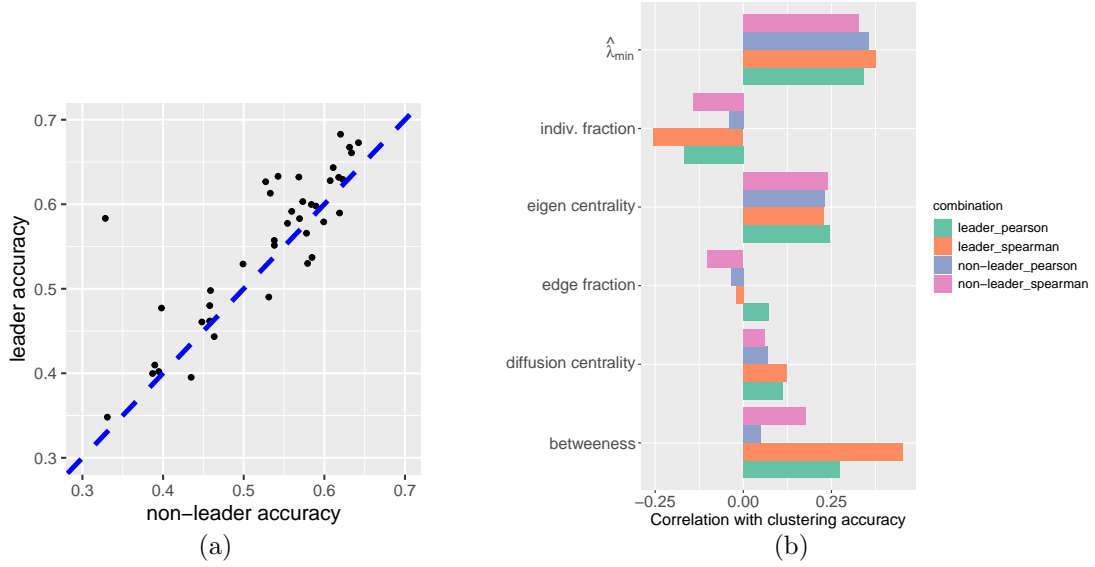 0.7
0.6
0.5
0.4
0.3
leader accuracy
0.3 0.4 0.5 0.6 0.7
non−leader accuracy
(a)
λ̂min
indiv. fraction
eigen centrality
edge fraction
diffusion centrality
betweeness
−0.25 0.00 0.25
Correlation with clustering accuracy
(b)
combination
leader_pearson
leader_spearman
non−leader_pearson
non−leader_spearman